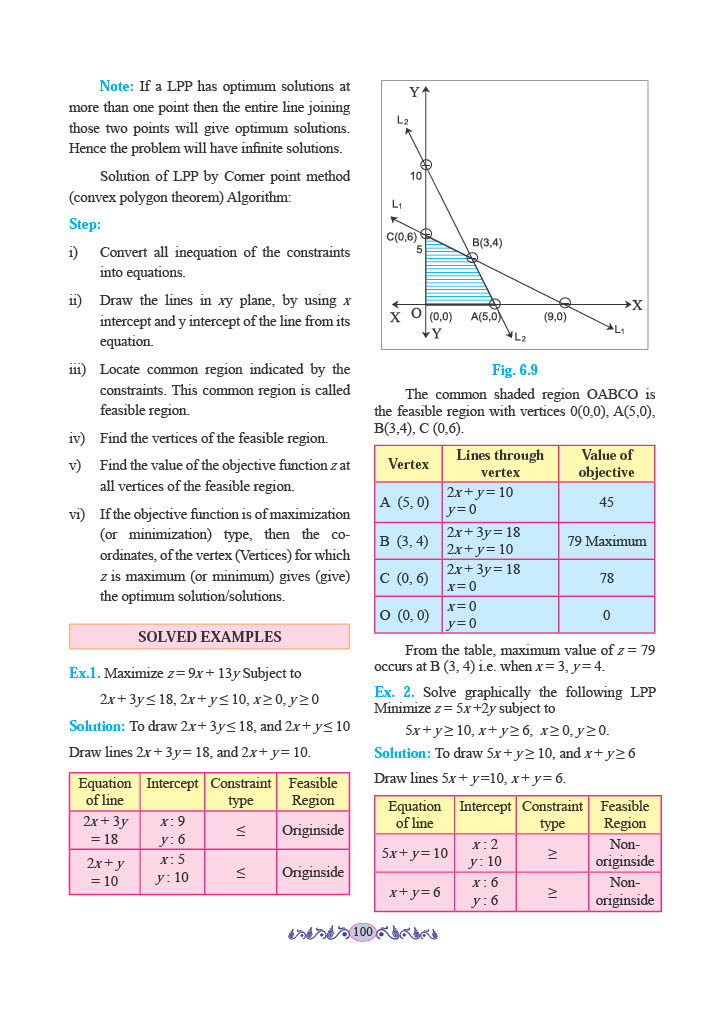 Note: If a LPP has optimum solutions at
more than one point then the entire line joining
those two points will give optimum solutions.
Hence the problem will have infinite solutions.
Solution of LPP by Corner point method
(convex polygon theorem) Algorithm:
Step:
i) Convert all inequation of the constraints
into equations.
ii) Draw the lines in xy plane, by using x
intercept and y intercept of the line from its
equation.
iii) Locate common region indicated by the
constraints. This common region is called
feasible region.
iv) Find the vertices of the feasible region.
v) Find the value of the objective function z at
all vertices of the feasible region.
vi) If the objective function is of maximization
(or minimization) type, then the co-
ordinates, of the vertex (Vertices) for which
z is maximum (or minimum) gives (give)
the optimum solution/solutions.
SOLVED EXAMPLES
Ex.1. Maximize z = 9x + 13y Subject to
2x + 3y ≤ 18, 2x + y ≤ 10, x ≥ 0, y ≥ 0
Solution: To draw 2x + 3y ≤ 18, and 2x + y ≤ 10
Draw lines 2x + 3y = 18, and 2x + y = 10.
Equation of line Intercept Constraint type Feasible Region
2x + 3y = 18 x : 9 y : 6 ≤ Originside
2x + y = 10 x : 5 y : 10 ≤ Originside
Y
L2
10
L1
C(0,6)
5
B(3,4)
X O (0,0) A(5,0) (9,0) X
Y L2 L1
Fig. 6.9
The common shaded region OABCO is
the feasible region with vertices 0(0,0), A(5,0),
B(3,4), C (0,6).
Vertex Lines through vertex Value of objective
A (5, 0) 2x + y = 10 y = 0 45
B (3, 4) 2x + 3y = 18 2x + y = 10 79 Maximum
C (0, 6) 2x + 3y = 18 x = 0 78
O (0, 0) x = 0 y = 0 0
From the table, maximum value of z = 79
occurs at B (3, 4) i.e. when x = 3, y = 4.
Ex. 2. Solve graphically the following LPP
Minimize z = 5x +2y subject to
5x + y ≥ 10, x + y ≥ 6, x ≥ 0, y ≥ 0.
Solution: To draw 5x + y ≥ 10, and x + y ≥ 6
Draw lines 5x + y =10, x + y = 6.
Equation of line Intercept Constraint type Feasible Region
5x + y = 10 x : 2 y : 10 ≥ Non-originside
x + y = 6 x : 6 y : 6 ≥ Non-originside
100